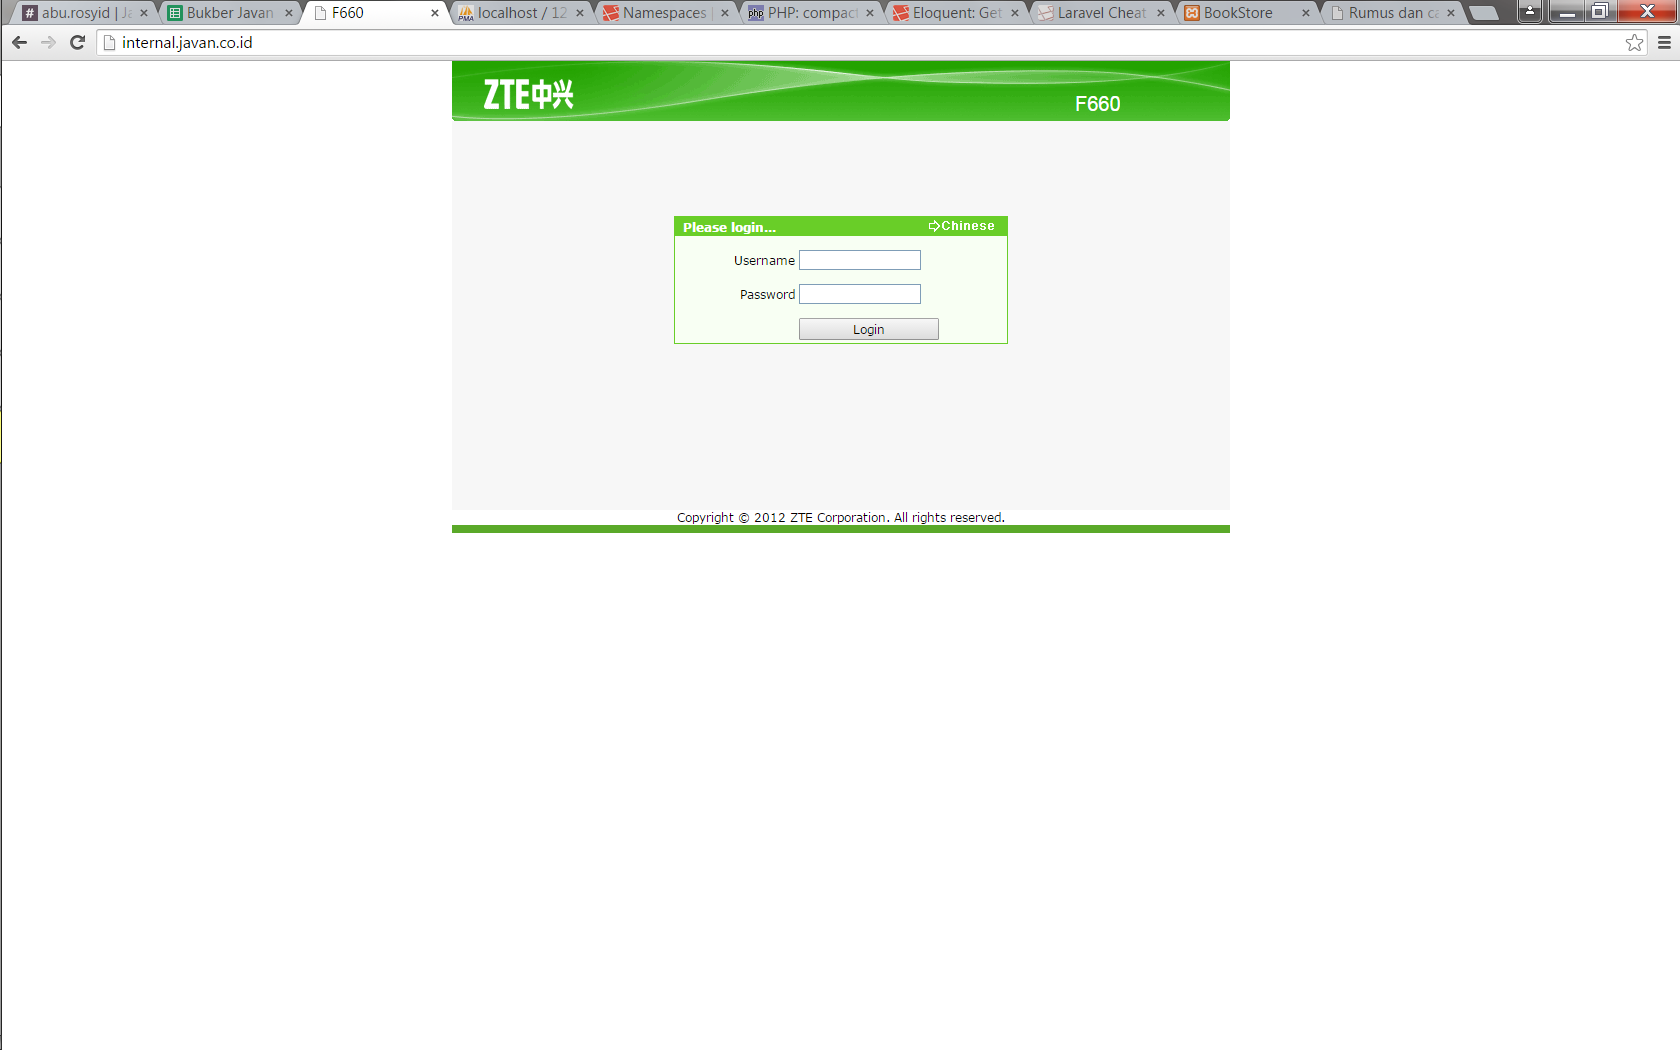 abu.rosyid | Ja
Bukber Javan
F660
localhost / 12
Namespaces
PHP: compact
Eloquent: Get
Laravel Cheat
BookStore
Rumus dan ca
internal.javan.co.id
ZTE中兴
F660
Please login...
Chinese
Username
Password
Login
Copyright © 2012 ZTE Corporation. All rights reserved.